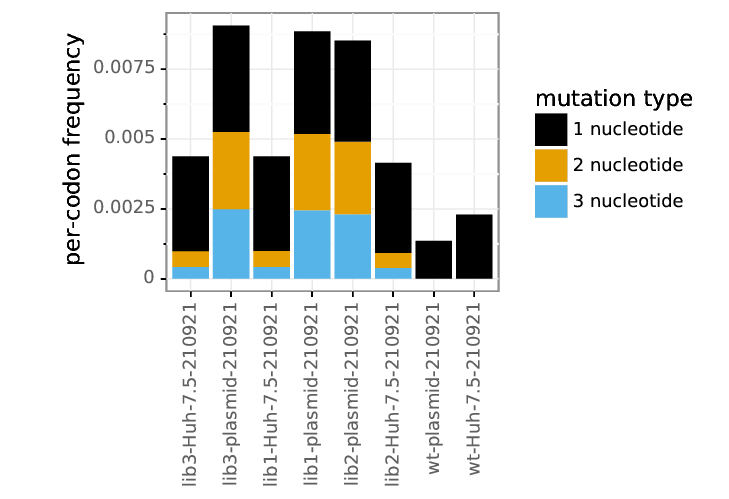 per-codon frequency
0.0075
0.005
0.0025
0
lib3-Huh-7.5-210921
lib3-plasmid-210921
lib1-Huh-7.5-210921
lib1-plasmid-210921
lib2-plasmid-210921
lib2-Huh-7.5-210921
wt-plasmid-210921
wt-Huh-7.5-210921
mutation type
1 nucleotide
2 nucleotide
3 nucleotide